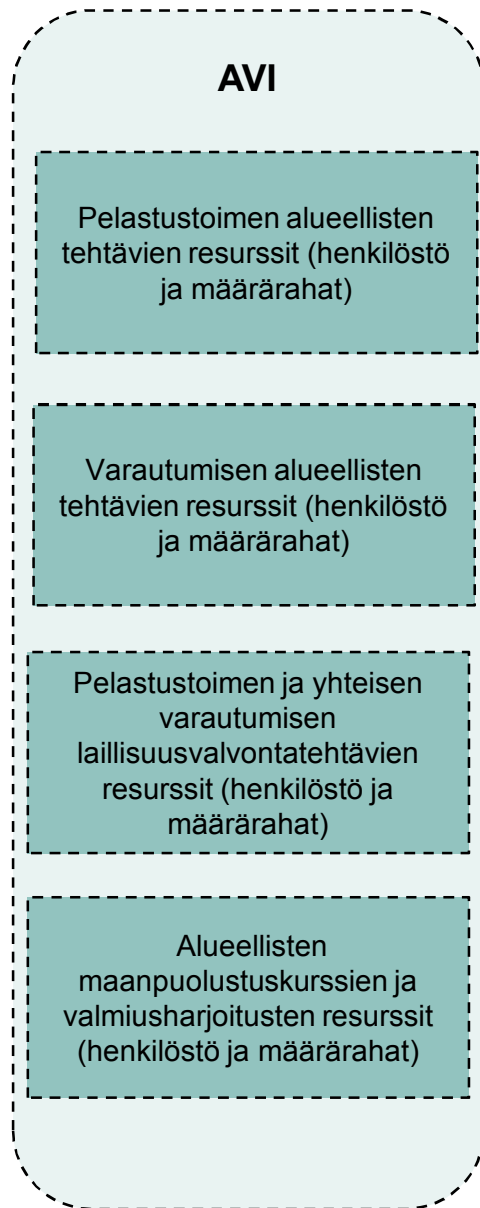 AVI
Pelastustoimen alueellisten
tehtävien resurssit (henkilöstö
ja määrärahat)
Varautumisen alueellisten
tehtävien resurssit (henkilöstö
ja määrärahat)
Pelastustoimen ja yhteisen
varautumisen
laillisuusvalvontatehtävien
resurssit (henkilöstö ja
määrärahat)
Alueellisten
maanpuolustuskurssien ja
valmiusharjoitusten resurssit
(henkilöstö ja määrärahat)